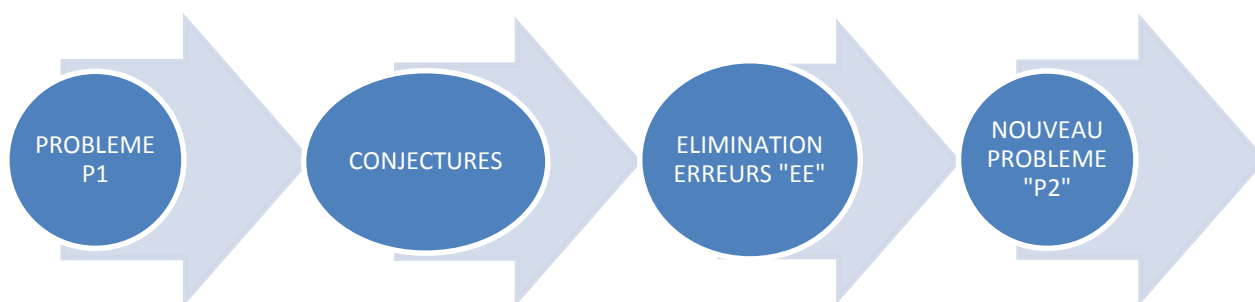 PROBLEME
P1
CONJECTURES
ELIMINATION
ERREURS "EE"
NOUVEAU
PROBLEME
"P2"